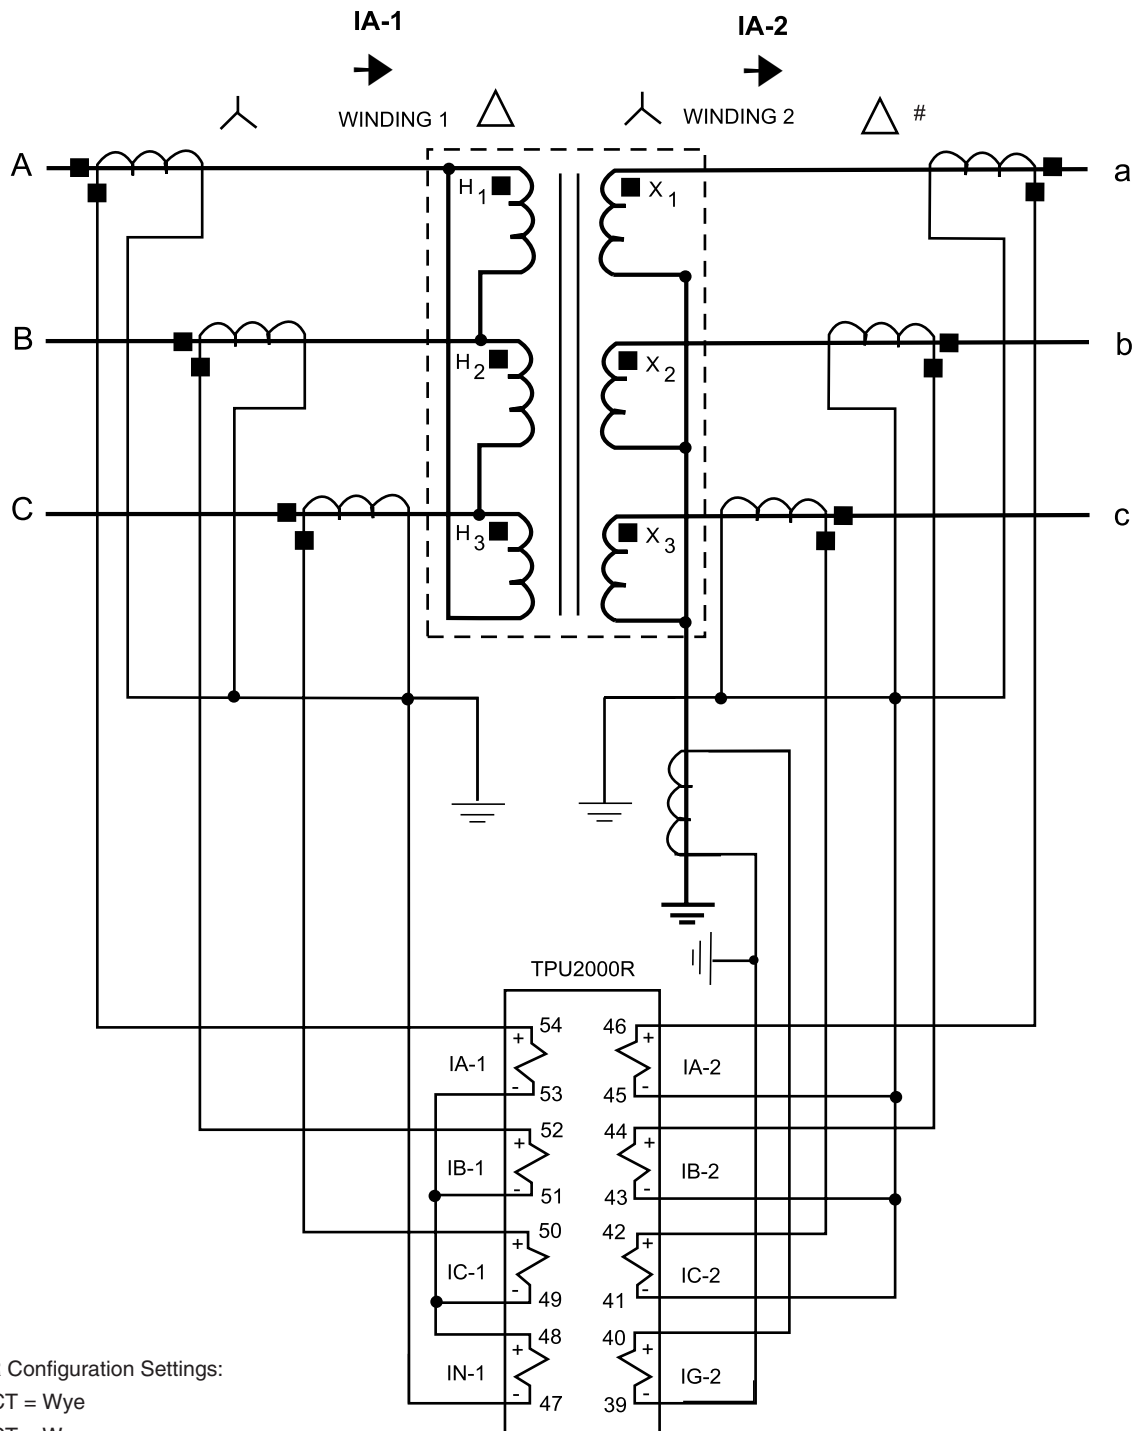 IA-1
IA-2
WINDING 1
WINDING 2
#
A
H1
X1
a
B
H2
X2
b
C
H3
X3
c
TPU2000R
54
46
+
+
IA-1
IA-2
-
-
53
45
52
44
+
+
IB-1
IB-2
-
-
51
43
50
42
+
+
IC-1
IC-2
-
-
49
41
48
40
+
+
IN-1
IG-2
-
-
47
39
Configuration Settings:
CT = Wye